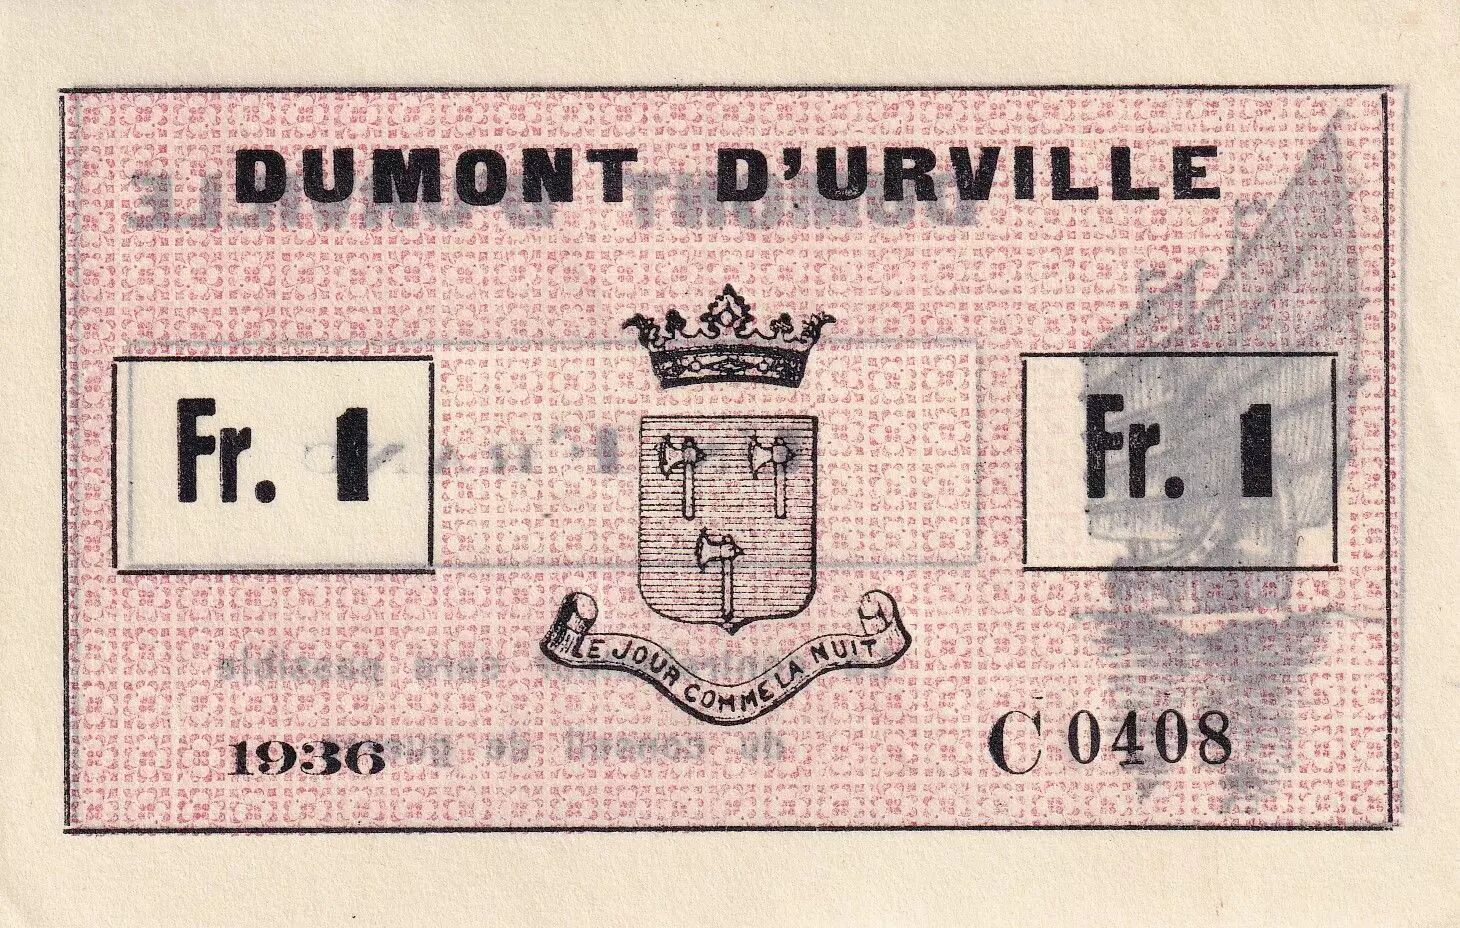 DUMONT D'URVILLE
Fr. 1
Fr. 1
LE JOUR COMME LA NUIT
1936
C 0408